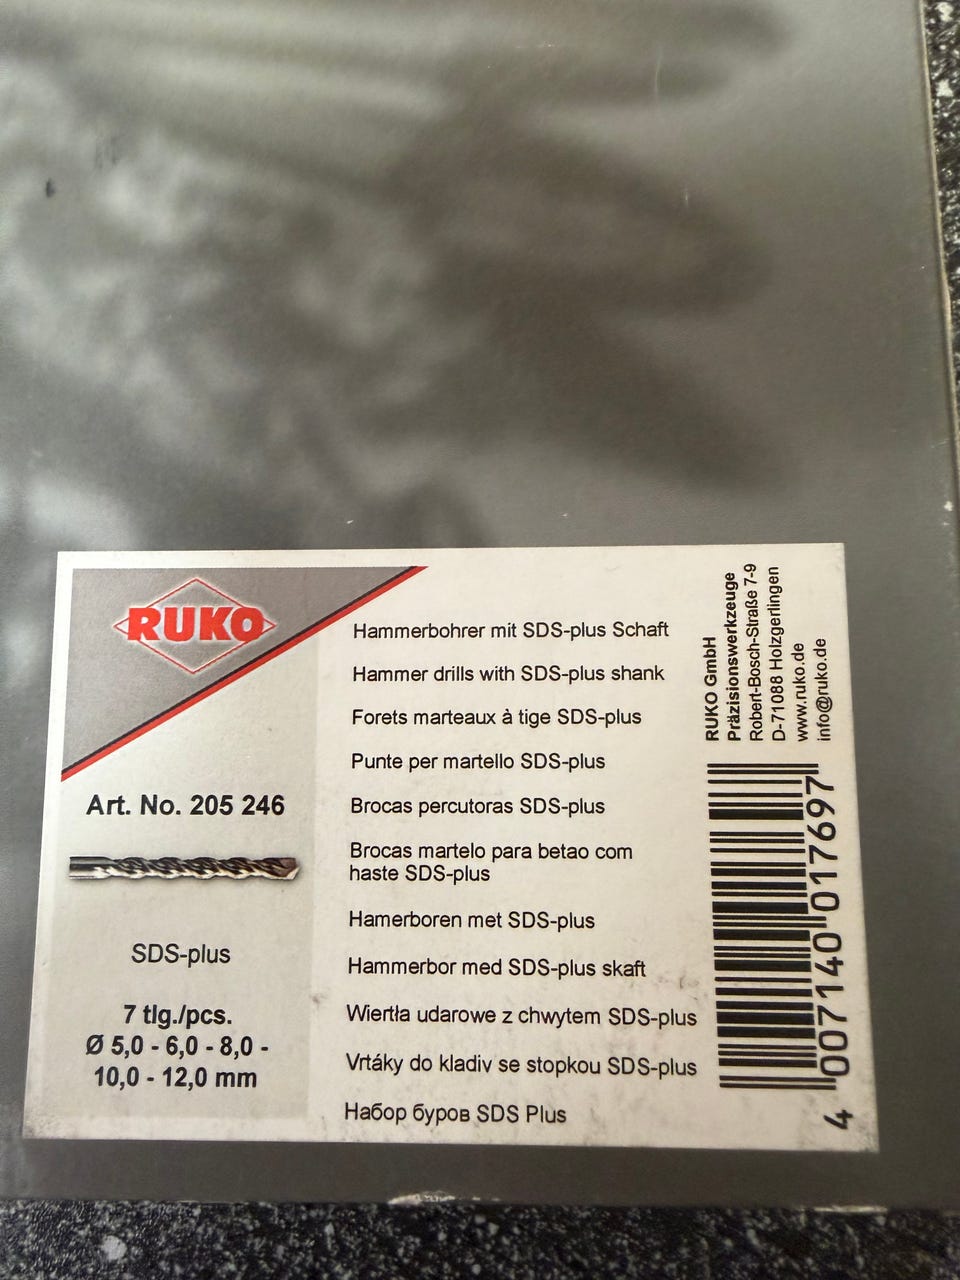 RUKO
Art. No. 205 246
SDS-plus
7 tlg./pcs.
Ø 5,0 - 6,0 - 8,0 -
10,0 - 12,0 mm
Hammerbohrer mit SDS-plus Schaft
Hammer drills with SDS-plus shank
Forets marteaux à tige SDS-plus
Punte per martello SDS-plus
Brocas percutoras SDS-plus
Brocas martelo para betao com
haste SDS-plus
Hamerboren met SDS-plus
Hammerbor med SDS-plus skaft
Wiertła udarowe z chwytem SDS-plus
Vrtáky do kladiv se stopkou SDS-plus
Набор буров SDS Plus
RUKO GmbH
Präzisionswerkzeuge
Robert-Bosch-Straße 7-9
D-71088 Holzgerlingen
www.ruko.de
info@ruko.de
4 007140 017697